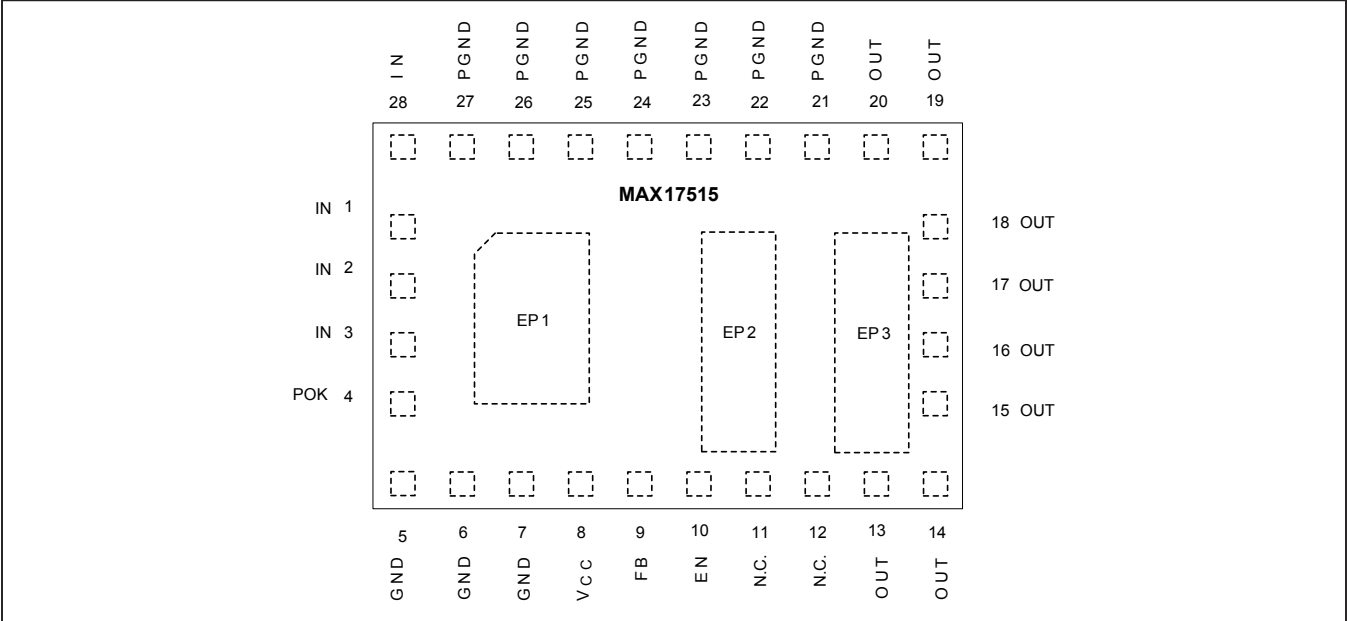 IN PGND PGND PGND PGND PGND PGND PGND OUT OUT
28 27 26 25 24 23 22 21 20 19
MAX17515
IN 1
18 OUT
IN 2
17 OUT
EP1 EP2 EP3
IN 3
16 OUT
POK 4
15 OUT
5 6 7 8 9 10 11 12 13 14
GND GND GND VCC FB EN N.C. N.C. OUT OUT